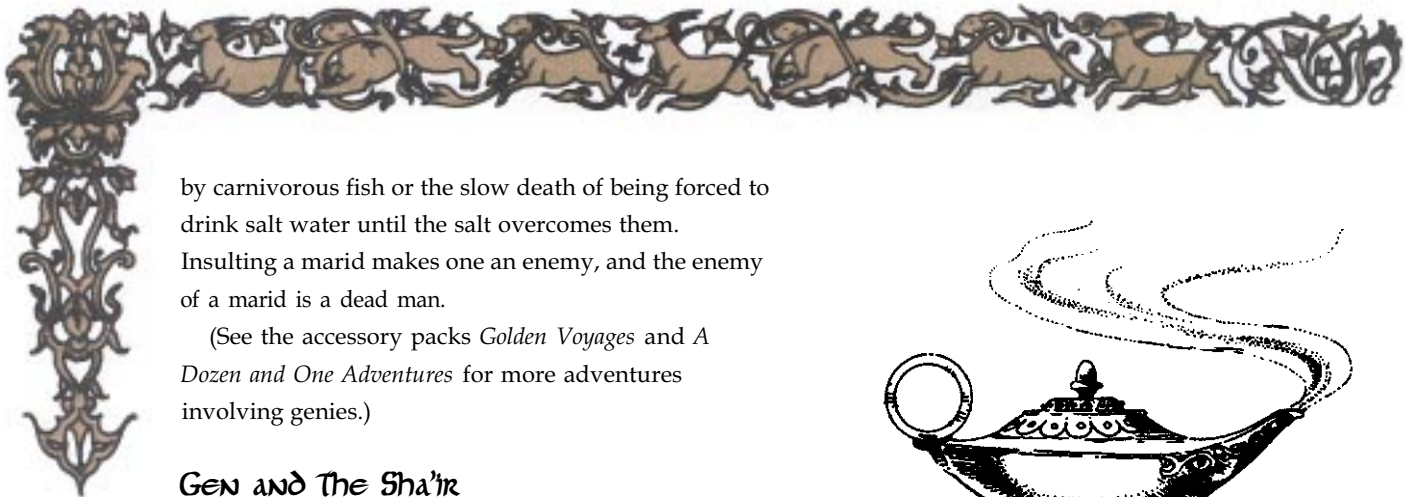 by carnivorous fish or the slow death of being forced to
drink salt water until the salt overcomes them.
Insulting a marid makes one an enemy, and the enemy
of a marid is a dead man.
(See the accessory packs Golden Voyages and A
Dozen and One Adventures for more adventures
involving genies.)
Gen and The Sha'ir